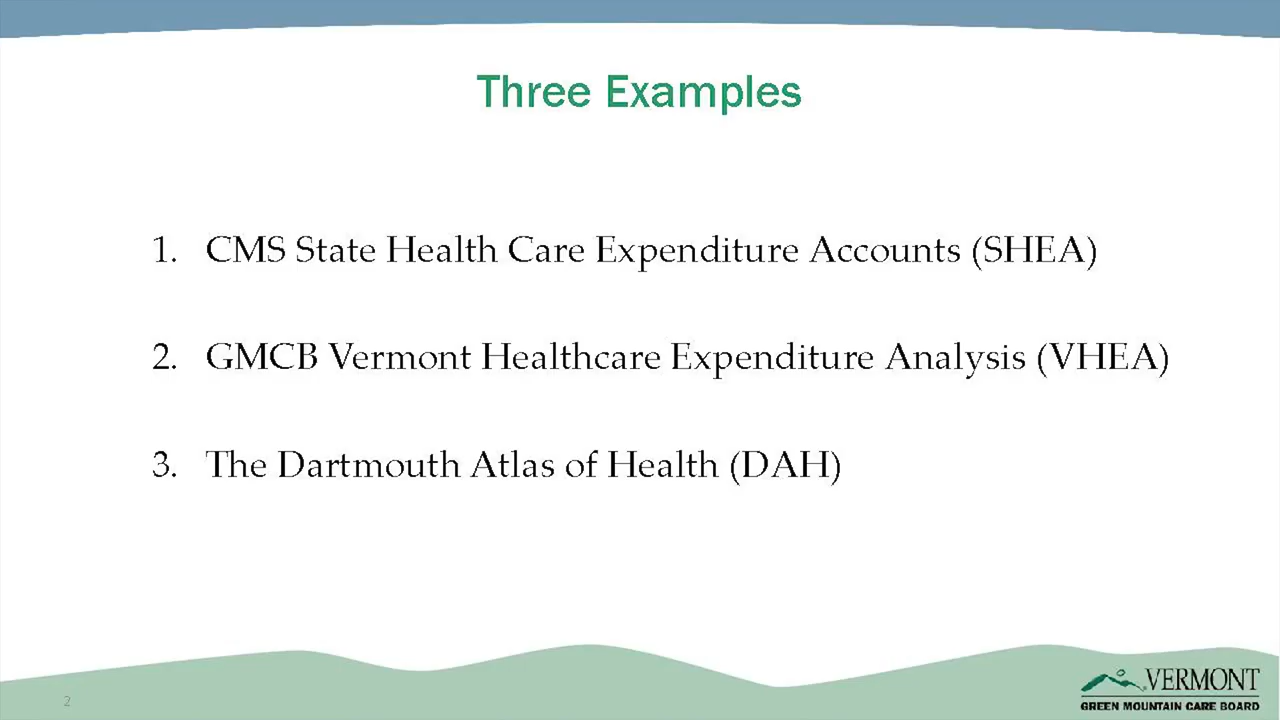 Three Examples
1. CMS State Health Care Expenditure Accounts (SHEA)
2. GMCB Vermont Healthcare Expenditure Analysis (VHEA)
3. The Dartmouth Atlas of Health (DAH)
2
VERMONT
GREEN MOUNTAIN CARE BOARD